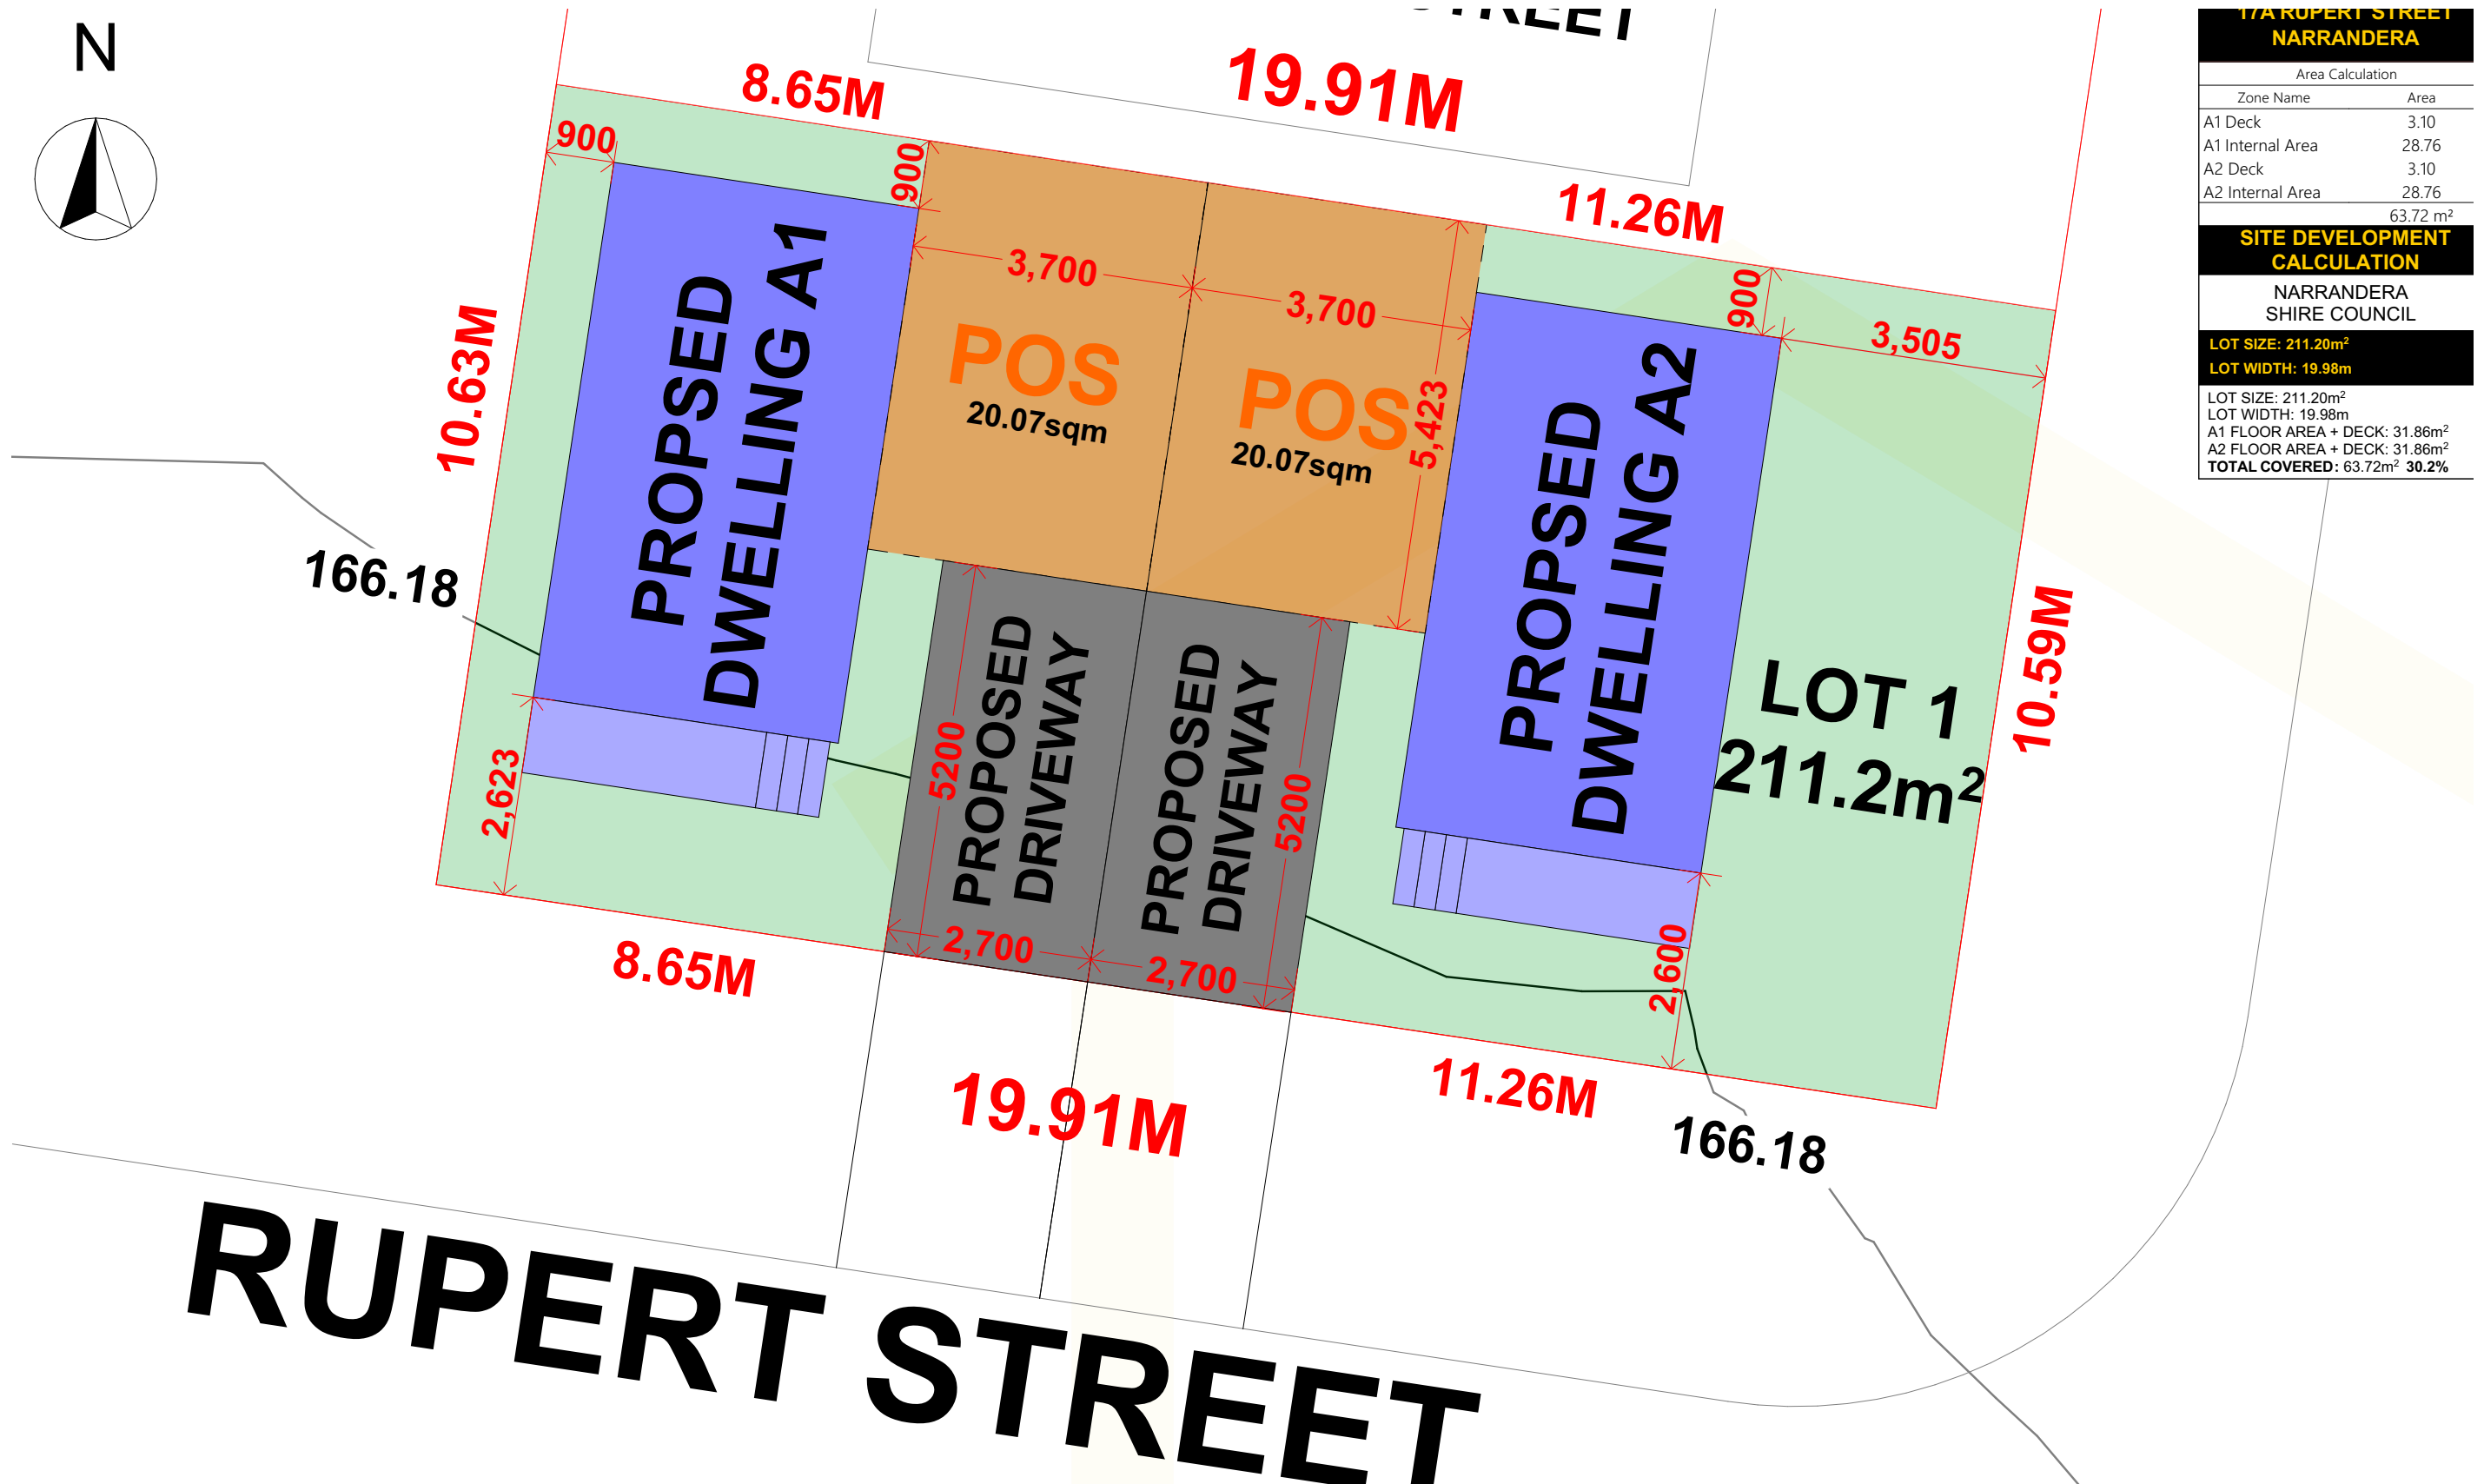 N
STREET
19.91M
8.65M
11.26M
900
900
3,700
3,700
900
3,505
5,423
POS
20.07sqm
POS
20.07sqm
PROPSED
DWELLING A1
PROPSED
DWELLING A2
10.63M
10.59M
166.18
LOT 1
211.2m²
5200
PROPOSED
DRIVEWAY
PROPOSED
DRIVEWAY
5200
2,623
2,700
2,700
2,600
8.65M
19.91M
11.26M
166.18
RUPERT STREET
17A RUPERT STREET
NARRANDERA
Area Calculation
Zone Name Area
A1 Deck 3.10
A1 Internal Area 28.76
A2 Deck 3.10
A2 Internal Area 28.76
63.72 m²
SITE DEVELOPMENT
CALCULATION
NARRANDERA
SHIRE COUNCIL
LOT SIZE: 211.20m²
LOT WIDTH: 19.98m
LOT SIZE: 211.20m²
LOT WIDTH: 19.98m
A1 FLOOR AREA + DECK: 31.86m²
A2 FLOOR AREA + DECK: 31.86m²
TOTAL COVERED: 63.72m² 30.2%